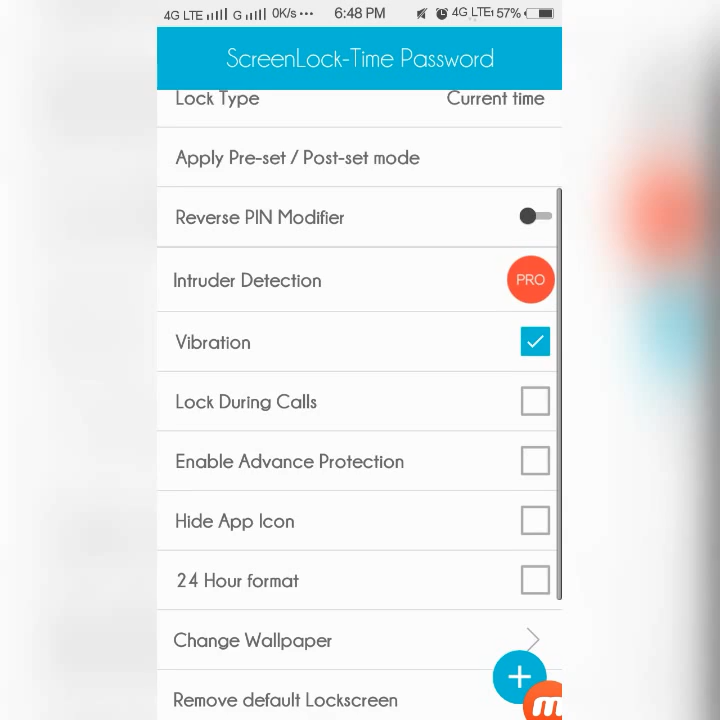 4G LTE G 0K/s ··· 6:48 PM 4G LTE 57%
ScreenLock-Time Password
Lock Type Current time
Apply Pre-set / Post-set mode
Reverse PIN Modifier
Intruder Detection PRO
Vibration
Lock During Calls
Enable Advance Protection
Hide App Icon
24 Hour format
Change Wallpaper
Remove default Lockscreen